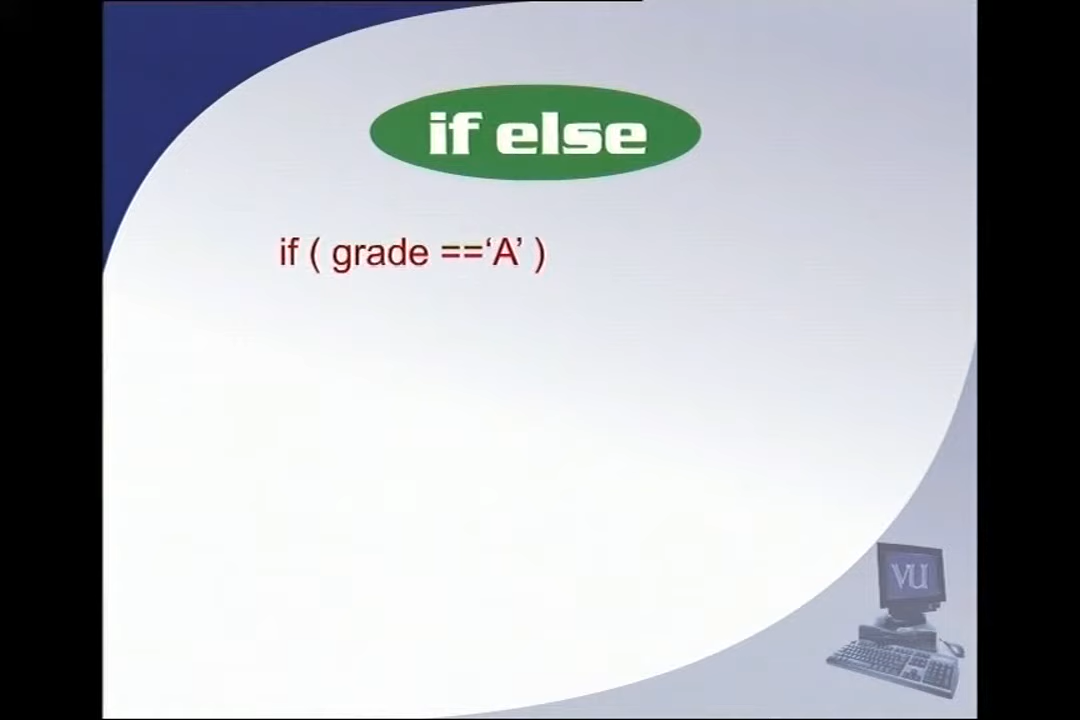 if else
if ( grade ==‘A’ )
VU